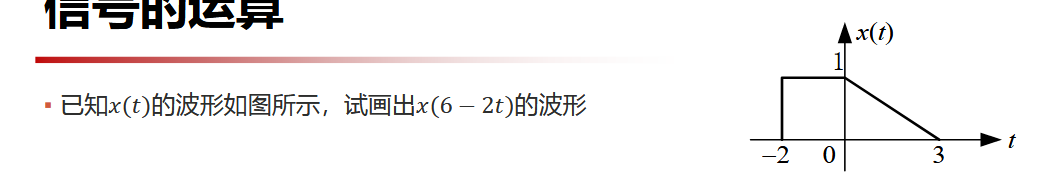 信号的运算
▪ 已知x(t)的波形如图所示，试画出x(6 − 2t)的波形
x(t)
1
t
−2 0 3